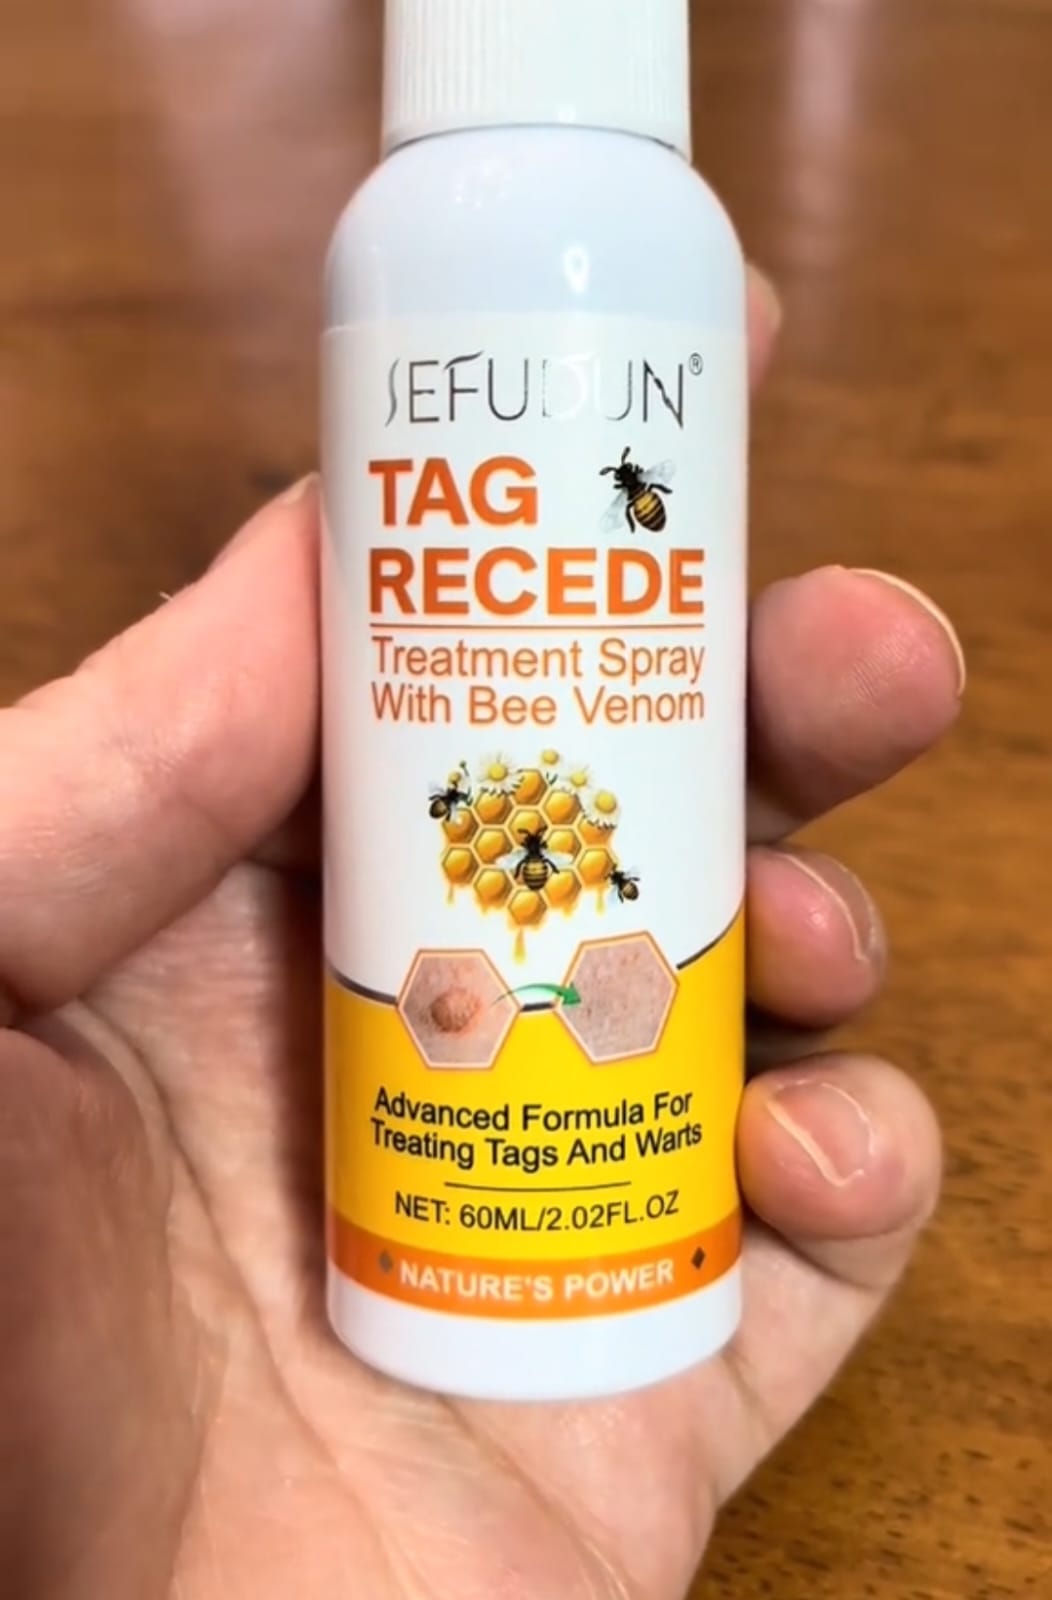 SEFUDUN®
TAG
RECEDE
Treatment Spray
With Bee Venom
Advanced Formula For
Treating Tags And Warts
NET: 60ML/2.02FL.OZ
NATURE'S POWER